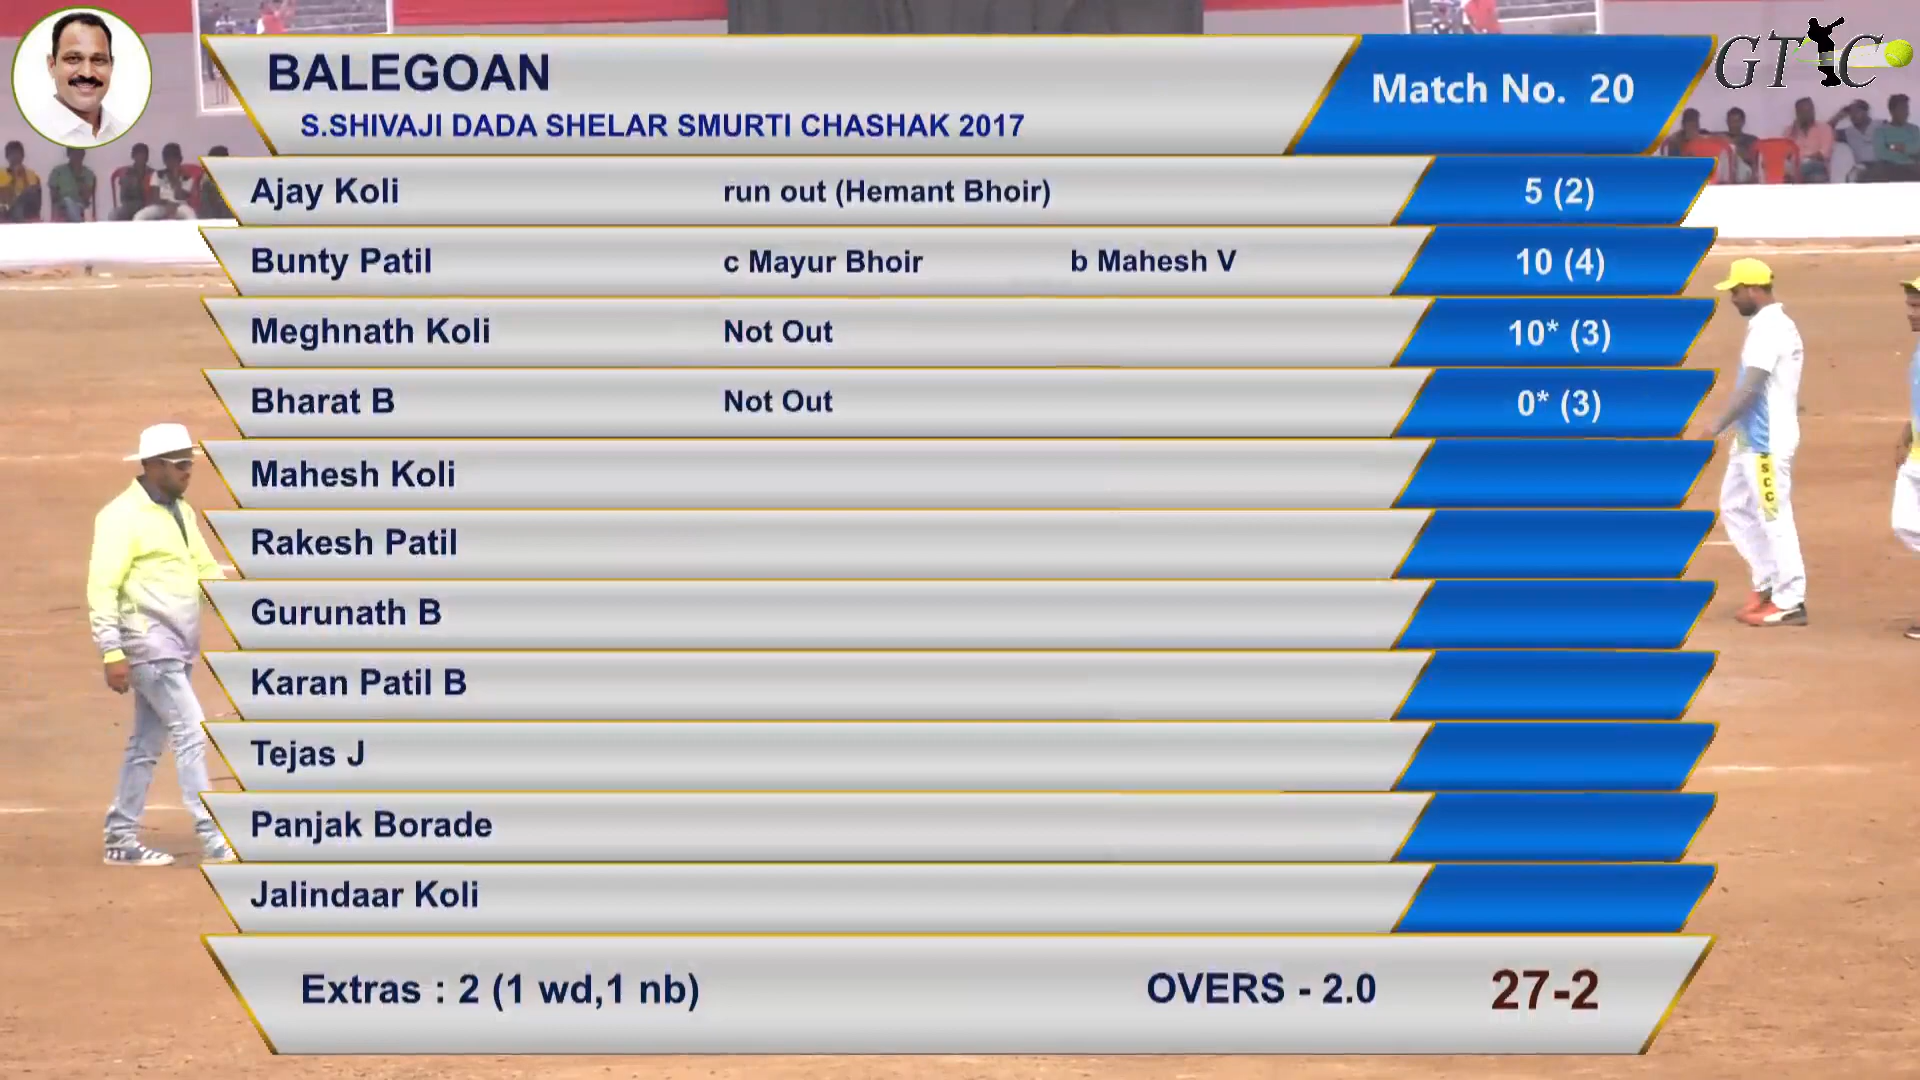 BALEGOAN
S.SHIVAJI DADA SHELAR SMURTI CHASHAK 2017
Match No. 20
GTC
Ajay Koli run out (Hemant Bhoir) 5 (2)
Bunty Patil c Mayur Bhoir b Mahesh V 10 (4)
Meghnath Koli Not Out 10* (3)
Bharat B Not Out 0* (3)
Mahesh Koli
Rakesh Patil
Gurunath B
Karan Patil B
Tejas J
Panjak Borade
Jalindaar Koli
Extras : 2 (1 wd,1 nb) OVERS - 2.0 27-2
SCC